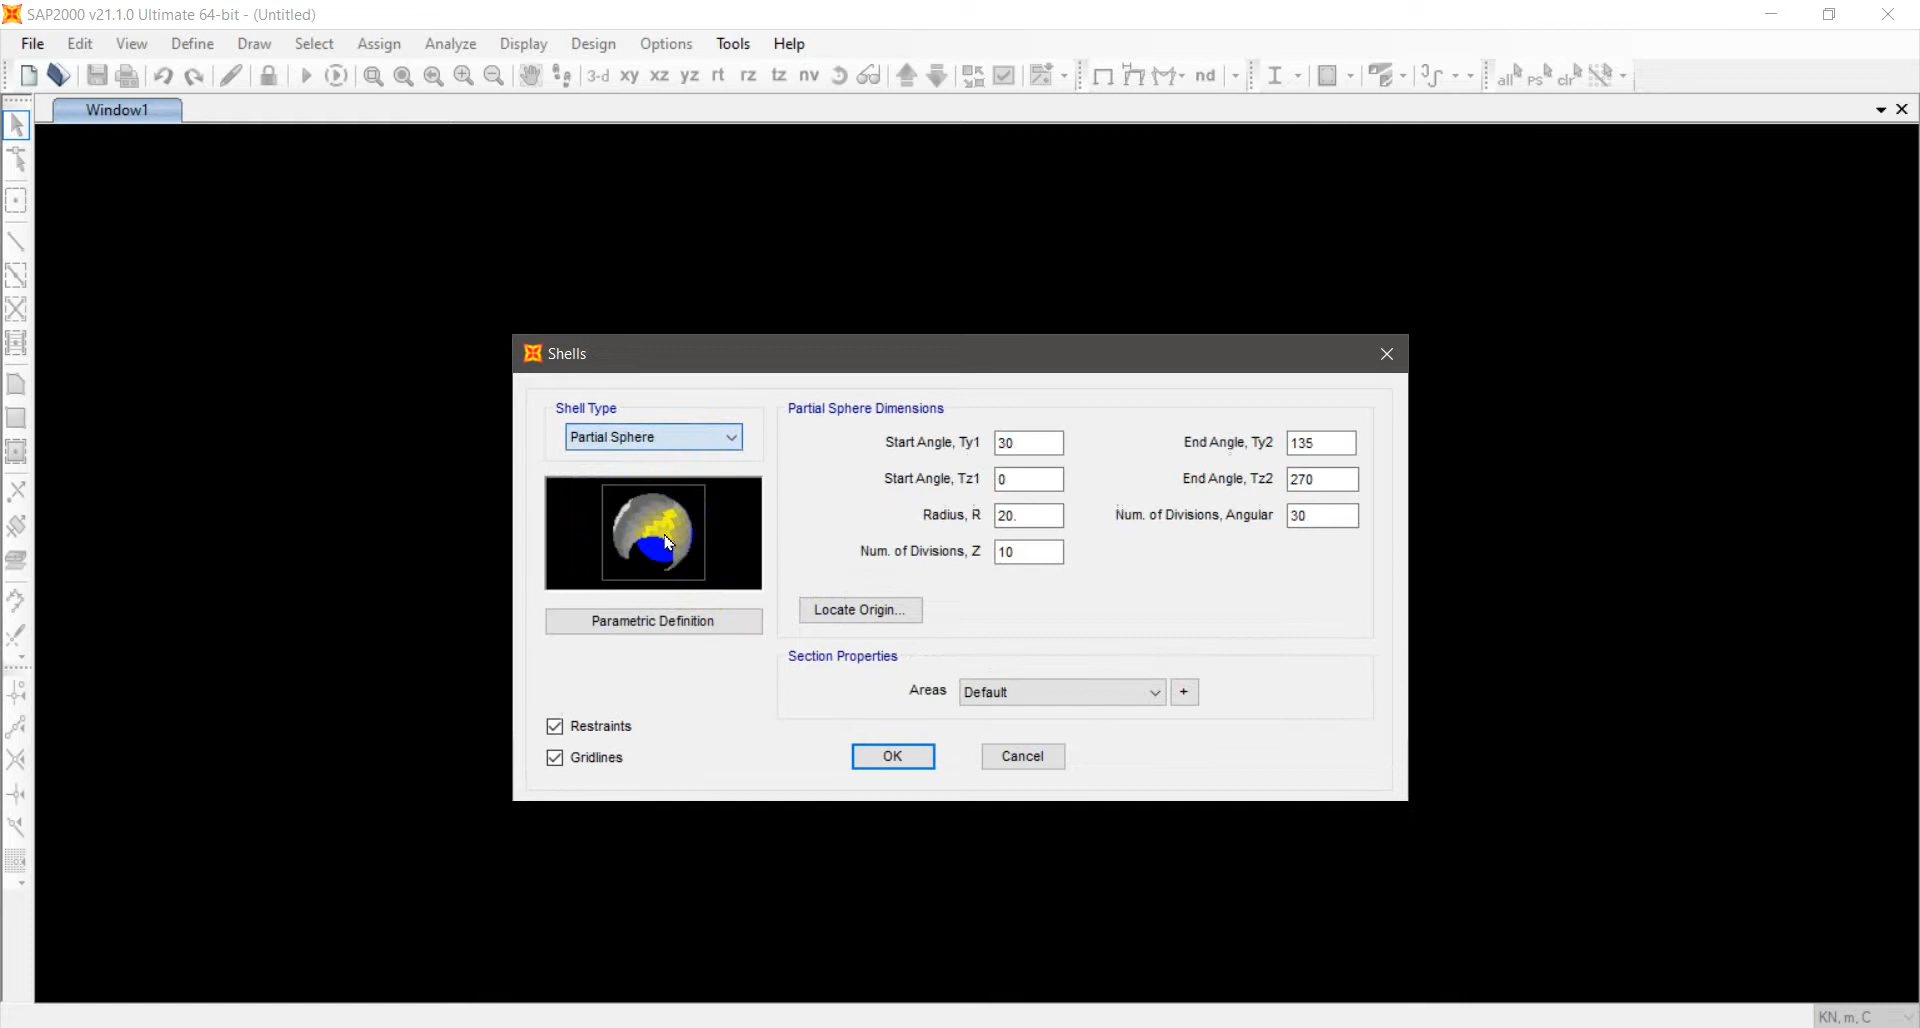 SAP2000 v21.1.0 Ultimate 64-bit - (Untitled)
File Edit View Define Draw Select Assign Analyze Display Design Options Tools Help
3-d xy xz yz rt rz tz nv nd all ps clr
Window1
Shells
Shell Type
Partial Sphere
Parametric Definition
Restraints
Gridlines
Partial Sphere Dimensions
Start Angle, Ty1 30 End Angle, Ty2 135
Start Angle, Tz1 0 End Angle, Tz2 270
Radius, R 20. Num. of Divisions, Angular 30
Num. of Divisions, Z 10
Locate Origin...
Section Properties
Areas Default +
OK Cancel
KN, m, C